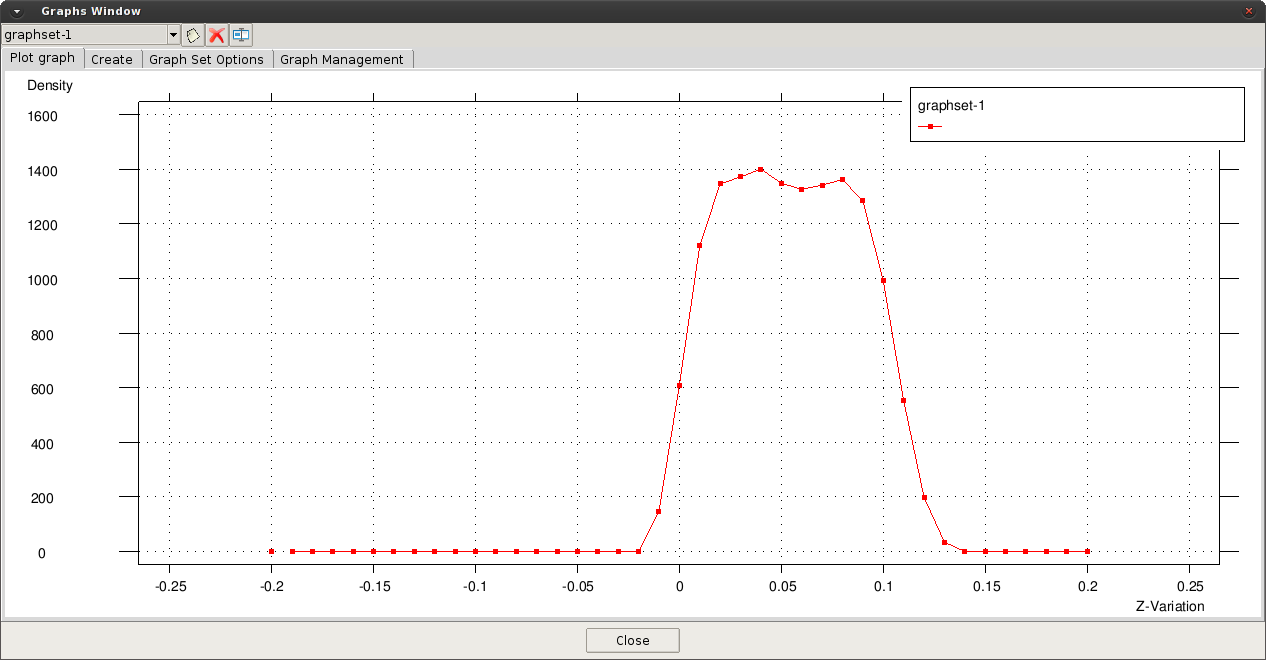 Graphs Window
graphset-1
Plot graph Create Graph Set Options Graph Management
Density
graphset-1
1600
1400
1200
1000
800
600
400
200
0
-0.25 -0.2 -0.15 -0.1 -0.05 0 0.05 0.1 0.15 0.2 0.25
Z-Variation
Close